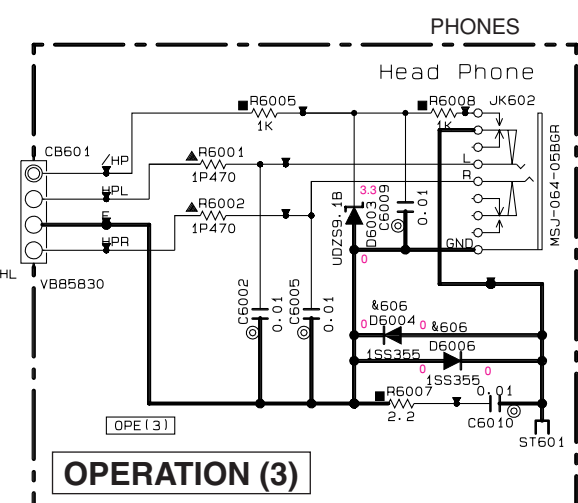 PHONES
Head Phone
R6005
1K
R6008
1K
JK602
CB601
/HP
R6001
1P470
HPL
L
R
R6002
1P470
E
HPR
3.3
UDZS9.1B
D6003
C6009
0.01
MSJ-064-05BGR
GND
0
HL
VB85830
C6002
0.01
C6005
0.01
&606
0
D6004
0
&606
1SS355
D6006
0
0
1SS355
R6007
2.2
0.01
C6010
ST601
OPE(3)
OPERATION (3)